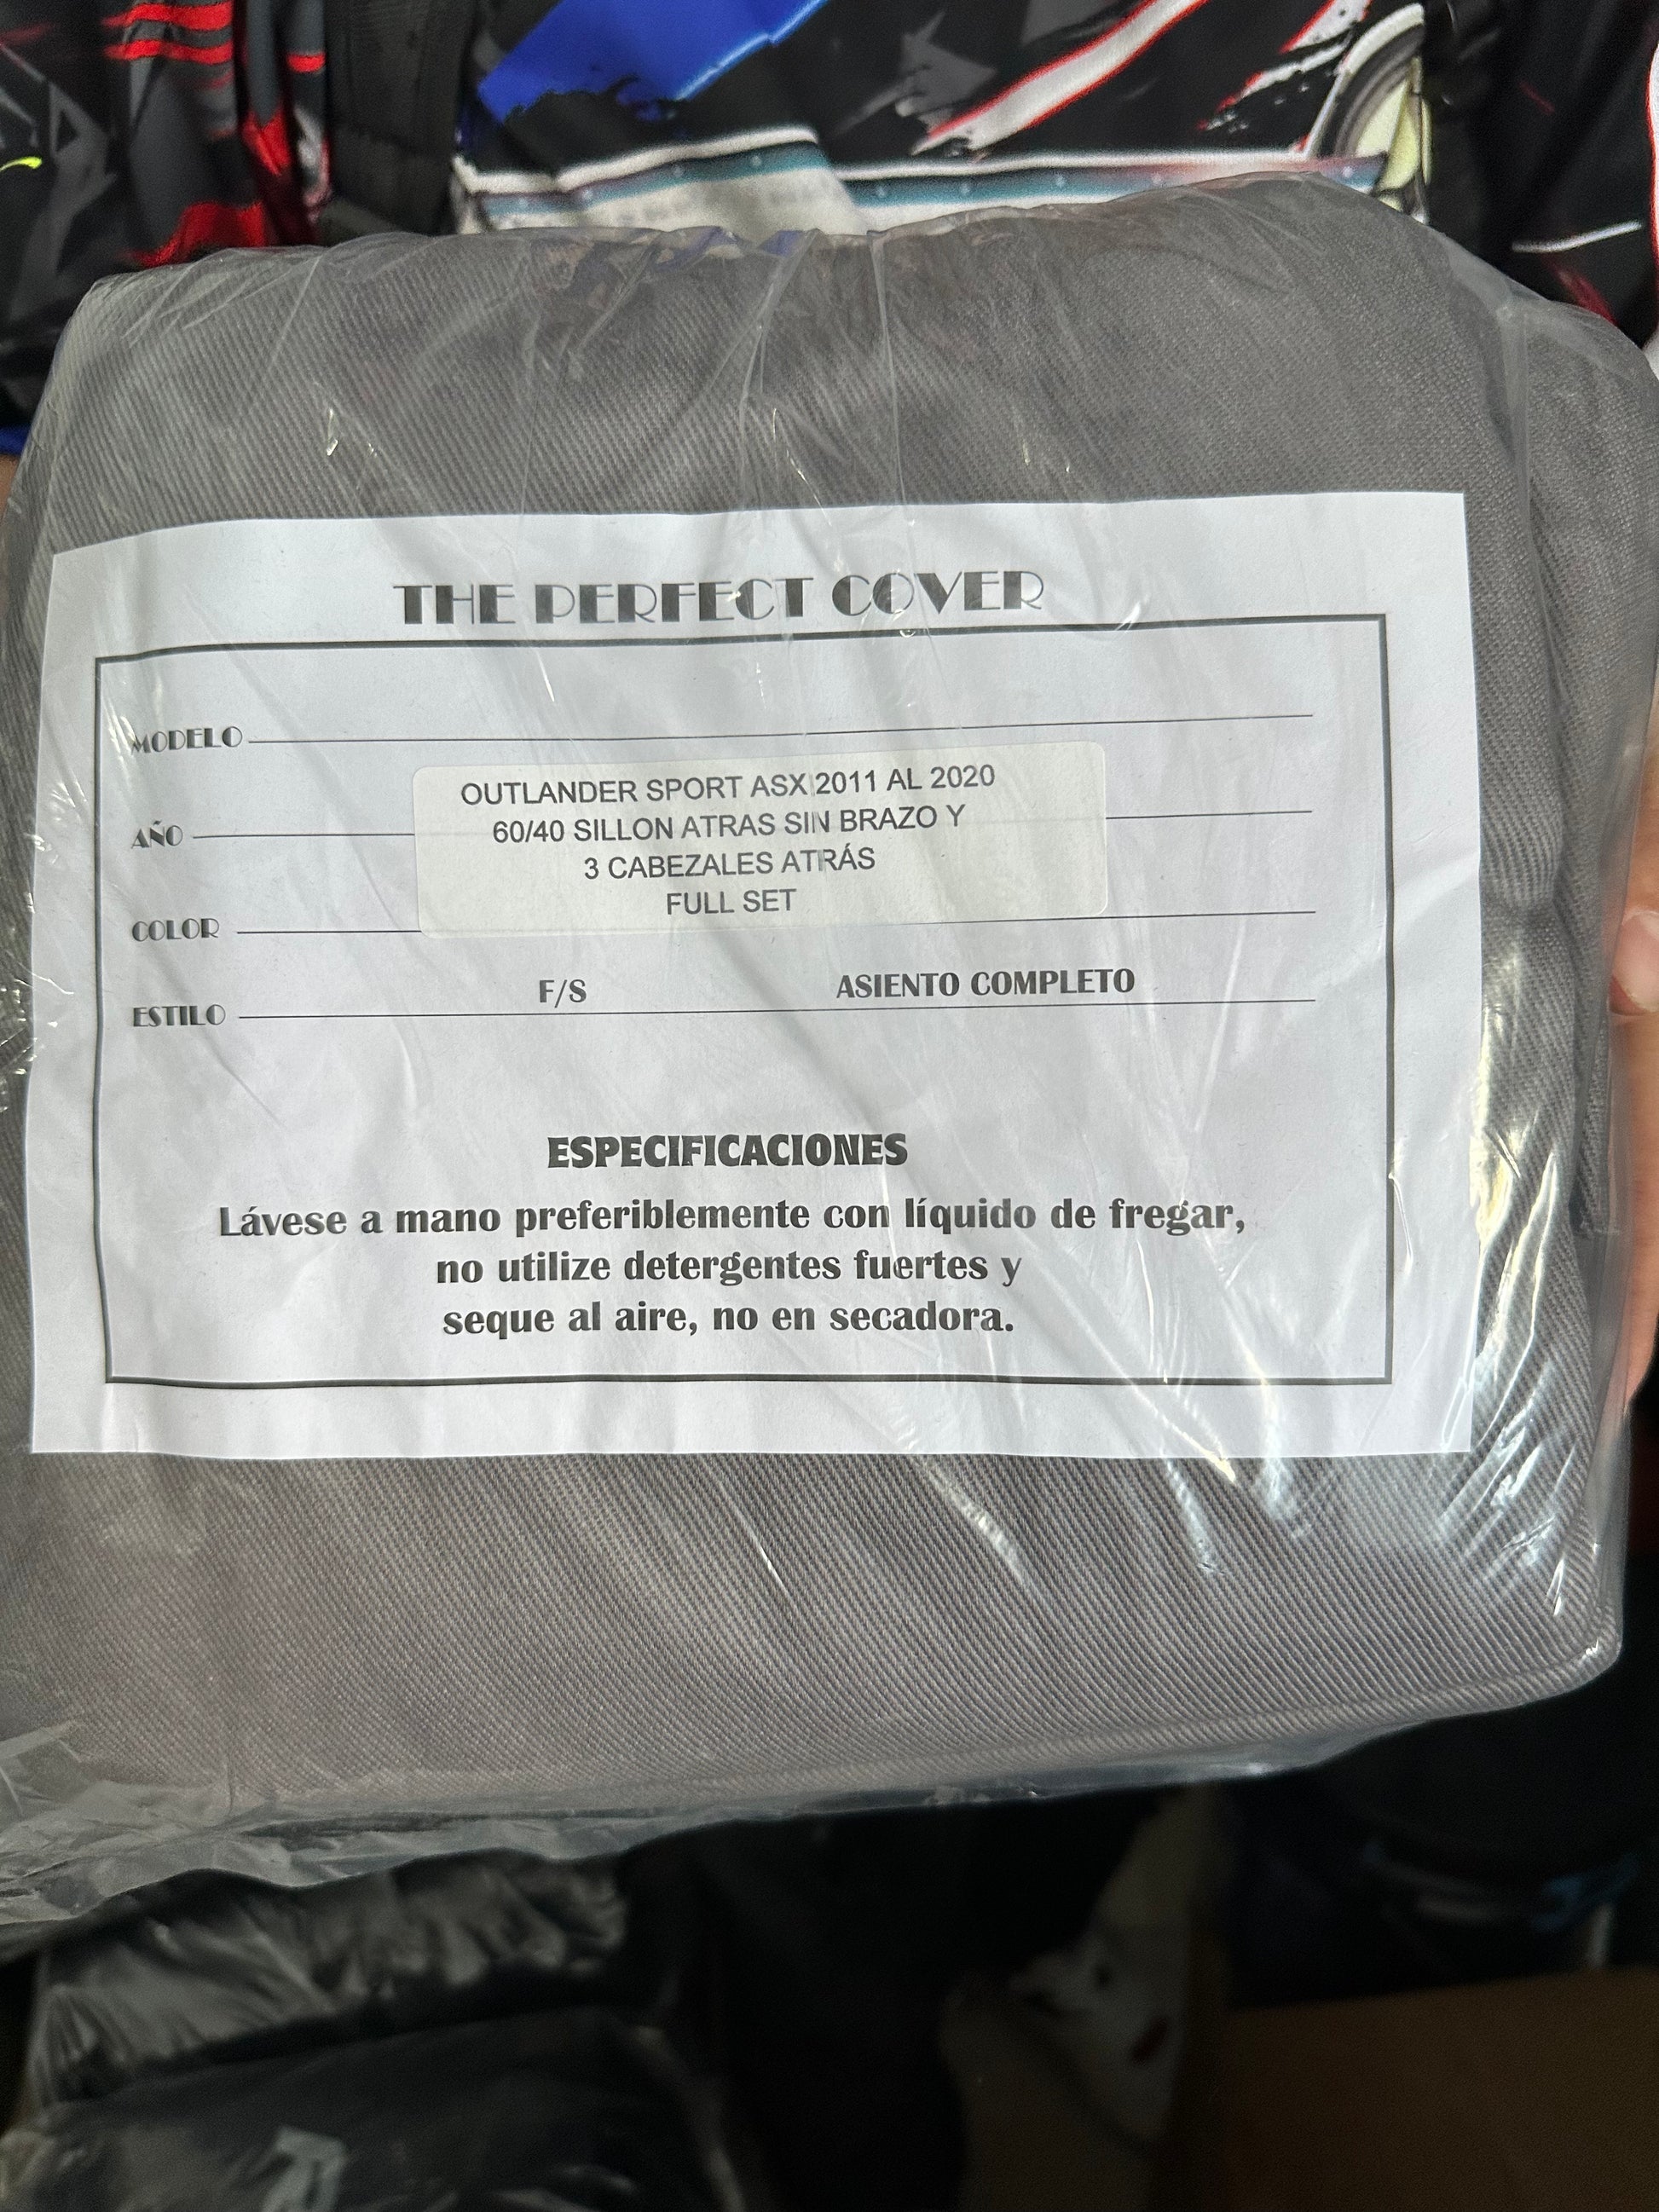 THE PERFECT COVER
MODELO
OUTLANDER SPORT ASX 2011 AL 2020
AÑO
60/40 SILLON ATRAS SIN BRAZO Y
3 CABEZALES ATRÁS
COLOR
FULL SET
ESTILO F/S ASIENTO COMPLETO
ESPECIFICACIONES
Lávese a mano preferiblemente con líquido de fregar,
no utilize detergentes fuertes y
seque al aire, no en secadora.